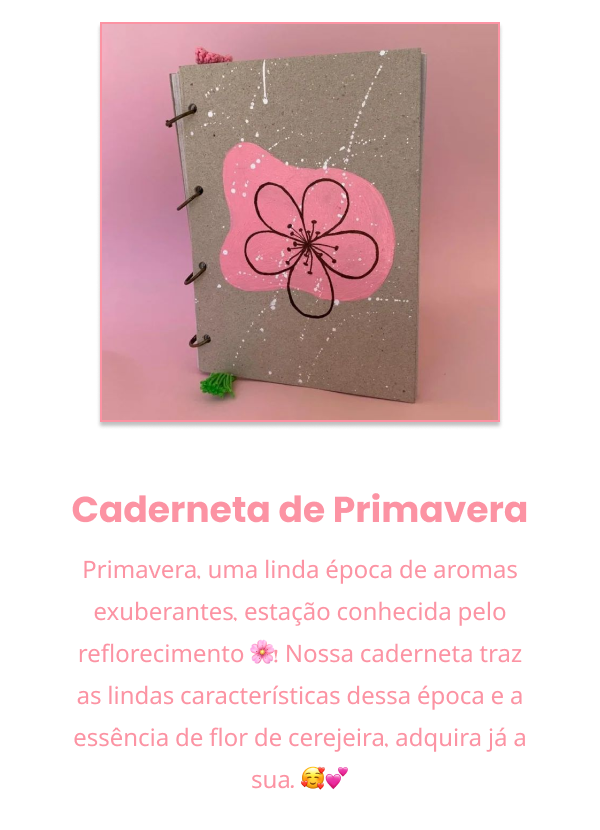 Caderneta de Primavera
Primavera, uma linda época de aromas
exuberantes, estação conhecida pelo
reflorecimento 🌸! Nossa caderneta traz
as lindas características dessa época e a
essência de flor de cerejeira, adquira já a
sua. 🥰💕